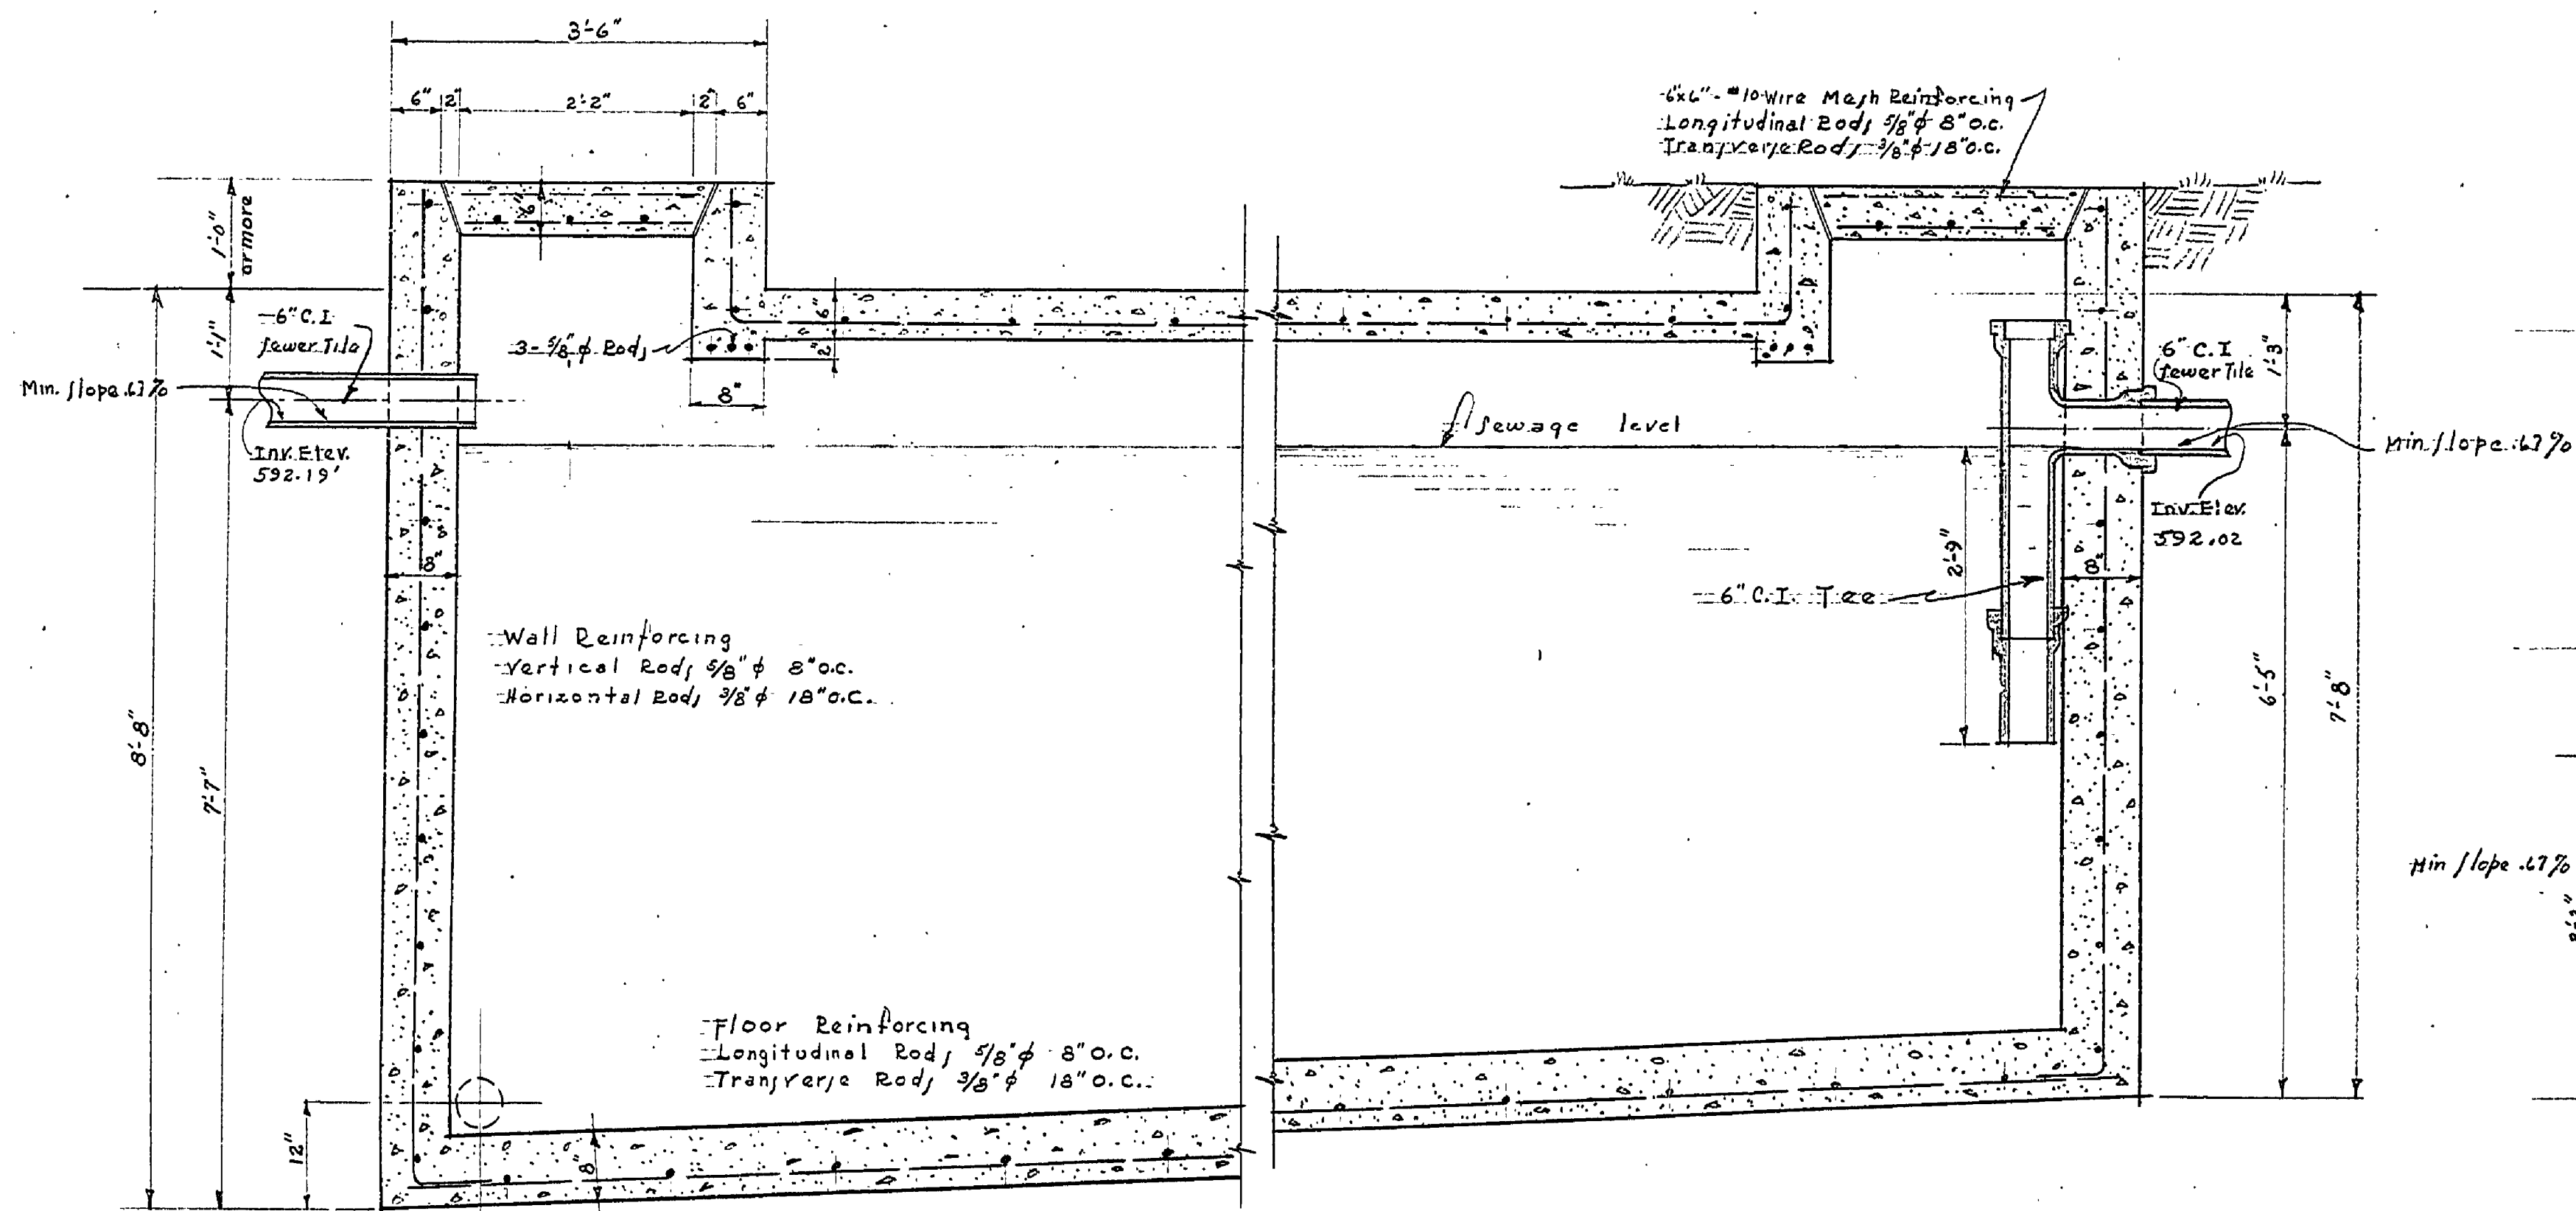 3'-6"
6" 2" 2'-2" 2" 6"
6"x6" - #10 Wire Mesh Reinforcing
Longitudinal Rods 5/8"ϕ 8" O.C.
Transverse Rods 3/8"ϕ 18" O.C.
1'-0"
or more
6"
1'-1"
6" C.I.
Sewer Tile
3-5/8"ϕ Rods
6"
2"
8"
Min. Slope .67%
Inv. Elev.
592.19'
Sewage level
6" C.I.
Sewer Tile
1'-3"
Min. Slope .67%
Inv. Elev.
592.02
2'-9"
6" C.I. Tee
8"
8"
Wall Reinforcing
Vertical Rods 5/8"ϕ 8" O.C.
Horizontal Rods 3/8"ϕ 18" O.C.
8'-8"
7'-7"
6'-5"
7'-8"
Min Slope .67%
Floor Reinforcing
Longitudinal Rods 5/8"ϕ 8" O.C.
Transverse Rods 3/8"ϕ 18" O.C.
12"
8"